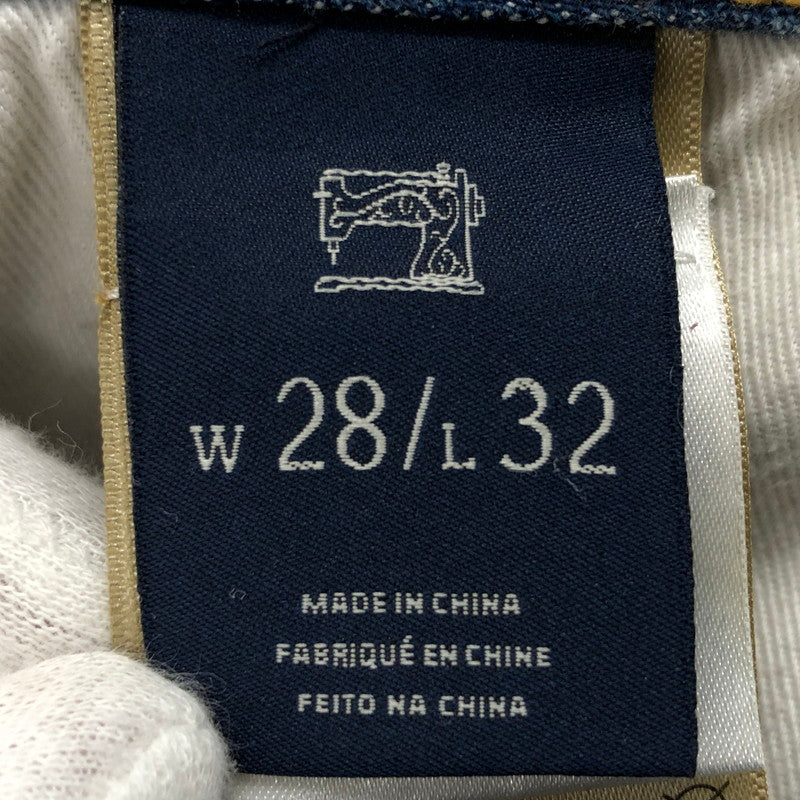 W 28/L 32
MADE IN CHINA
FABRIQUÉ EN CHINE
FEITO NA CHINA